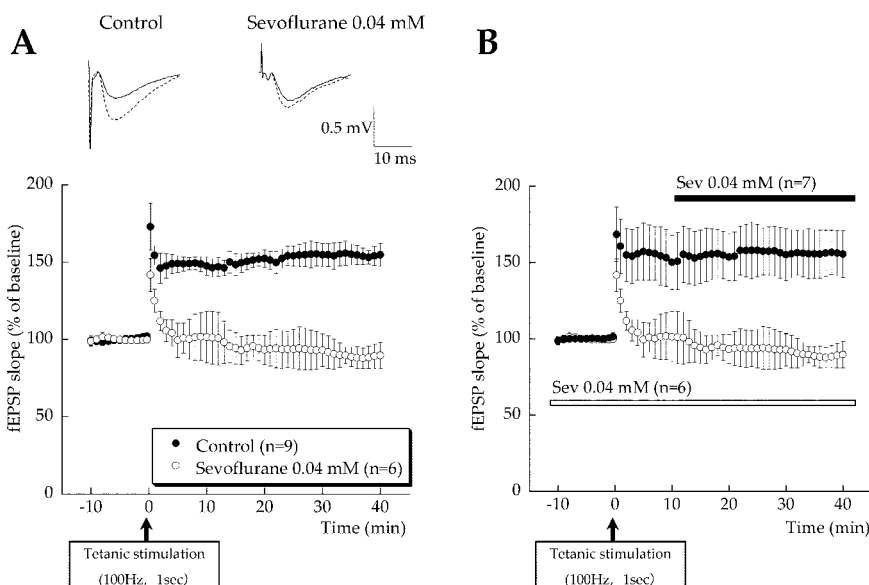 A
Control
Sevoflurane 0.04 mM
0.5 mV
10 ms
fEPSP slope (% of baseline)
200
150
100
50
0
Control (n=9)
Sevoflurane 0.04 mM (n=6)
-10 0 10 20 30 40
Time (min)
Tetanic stimulation
(100Hz, 1sec)
B
fEPSP slope (% of baseline)
200
150
100
50
0
Sev 0.04 mM (n=7)
Sev 0.04 mM (n=6)
-10 0 10 20 30 40
Time (min)
Tetanic stimulation
(100Hz, 1sec)